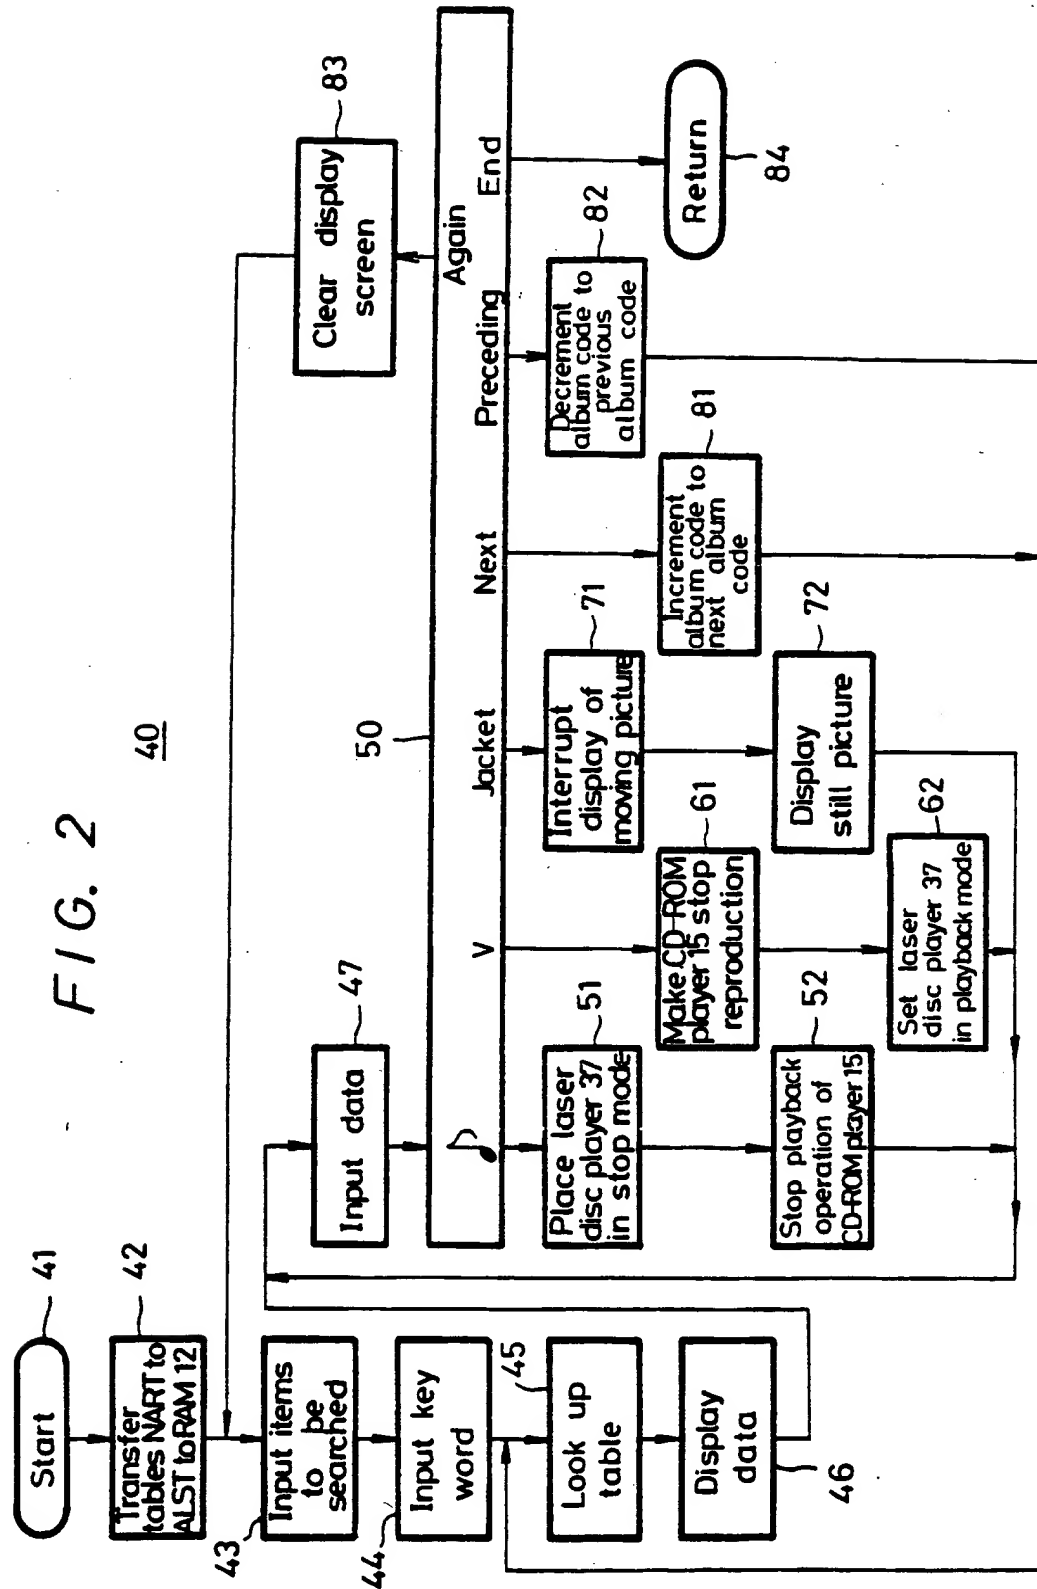 FIG. 2
40
Start
41
Transfer
tables NART to
ALST to RAM 12
42
Input items
to be
searched
43
Input key
word
44
Look up
table
45
Display
data
46
Input data
47
50
♪
V
Jacket
Next
Preceding
Again
End
Place laser
disc player 37
in stop mode
51
Stop playback
operation of
CD-ROM player 15
52
Make CD-ROM
player 15 stop
reproduction
61
Set laser
disc player 37
in playback mode
62
Interrupt
display of
moving picture
71
Display
still picture
72
Increment
album code to
next album
code
81
Decrement
album code to
previous
album code
82
Clear display
screen
83
Return
84